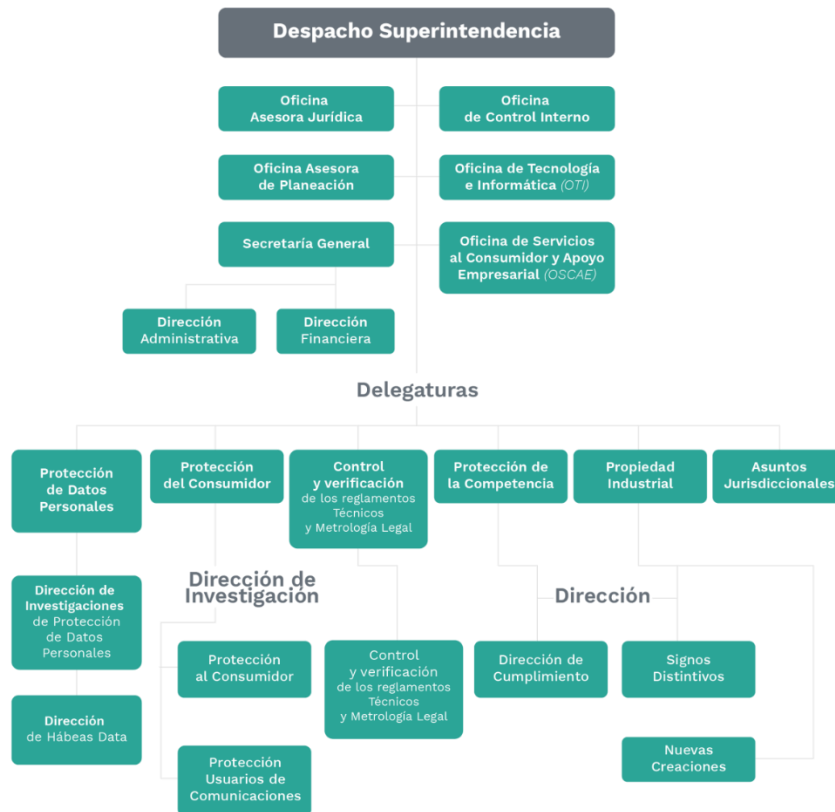 Despacho Superintendencia
Oficina
Asesora Jurídica
Oficina
de Control Interno
Oficina Asesora
de Planeación
Oficina de Tecnología
e Informática (OTI)
Secretaría General
Oficina de Servicios
al Consumidor y Apoyo
Empresarial (OSCAE)
Dirección
Administrativa
Dirección
Financiera
Delegaturas
Protección
de Datos
Personales
Protección
del Consumidor
Control
y verificación
de los reglamentos
Técnicos
y Metrología Legal
Protección de
la Competencia
Propiedad
Industrial
Asuntos
Jurisdiccionales
Dirección de
Investigaciones
de Protección
de Datos
Personales
Dirección
de Hábeas Data
Dirección de
Investigación
Protección
al Consumidor
Protección
Usuarios de
Comunicaciones
Control
y verificación
de los reglamentos
Técnicos
y Metrología Legal
Dirección
Dirección de
Cumplimiento
Signos
Distintivos
Nuevas
Creaciones